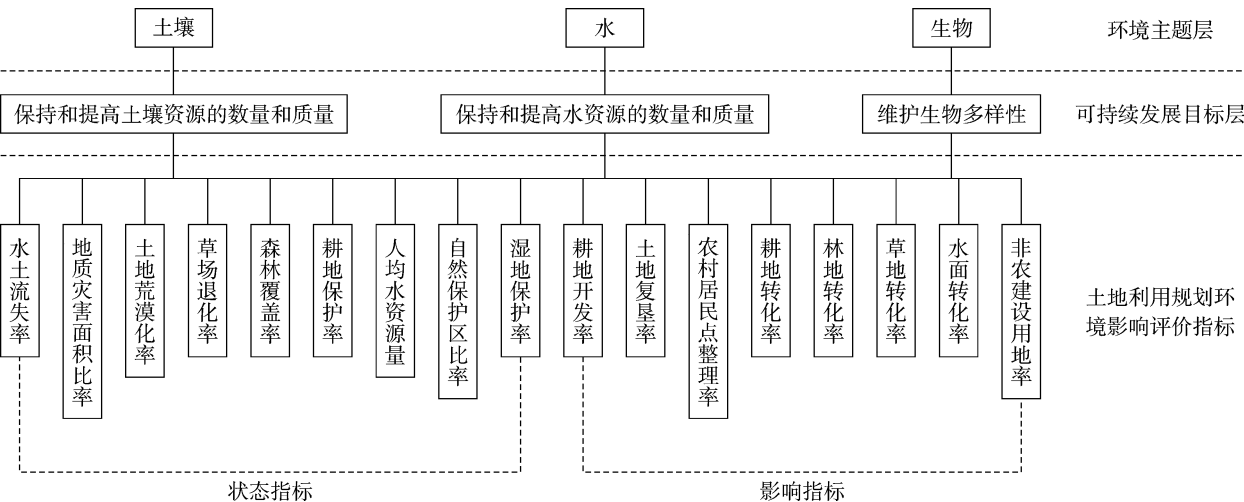 土壤
水
生物
环境主题层
保持和提高土壤资源的数量和质量
保持和提高水资源的数量和质量
维护生物多样性
可持续发展目标层
水土流失率
地质灾害面积比率
土地荒漠化率
草场退化率
森林覆盖率
耕地保护率
人均水资源量
自然保护区比率
湿地保护率
耕地开发率
土地复垦率
农村居民点整理率
耕地转化率
林地转化率
草地转化率
水面转化率
非农建设用地率
土地利用规划环
境影响评价指标
状态指标
影响指标